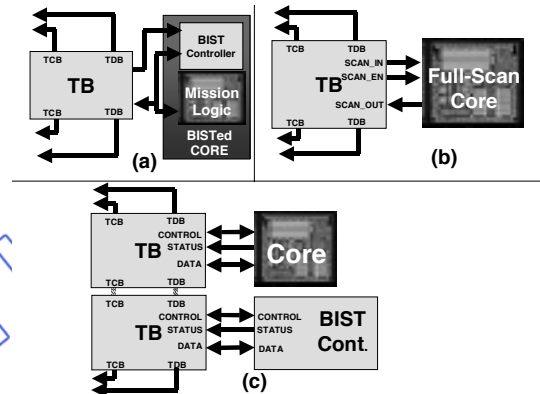 TCB TDB
TB
BIST
Controller
Mission
Logic
BISTed
CORE
TCB TDB
(a)
TCB TDB
SCAN_IN
TB
SCAN_EN
SCAN_OUT
Full-Scan
Core
TCB TDB
(b)
TCB TDB
CONTROL
TB STATUS
DATA
Core
TCB TDB
TCB TDB
CONTROL CONTROL
TB STATUS STATUS
DATA DATA
BIST
Cont.
TCB TDB
(c)